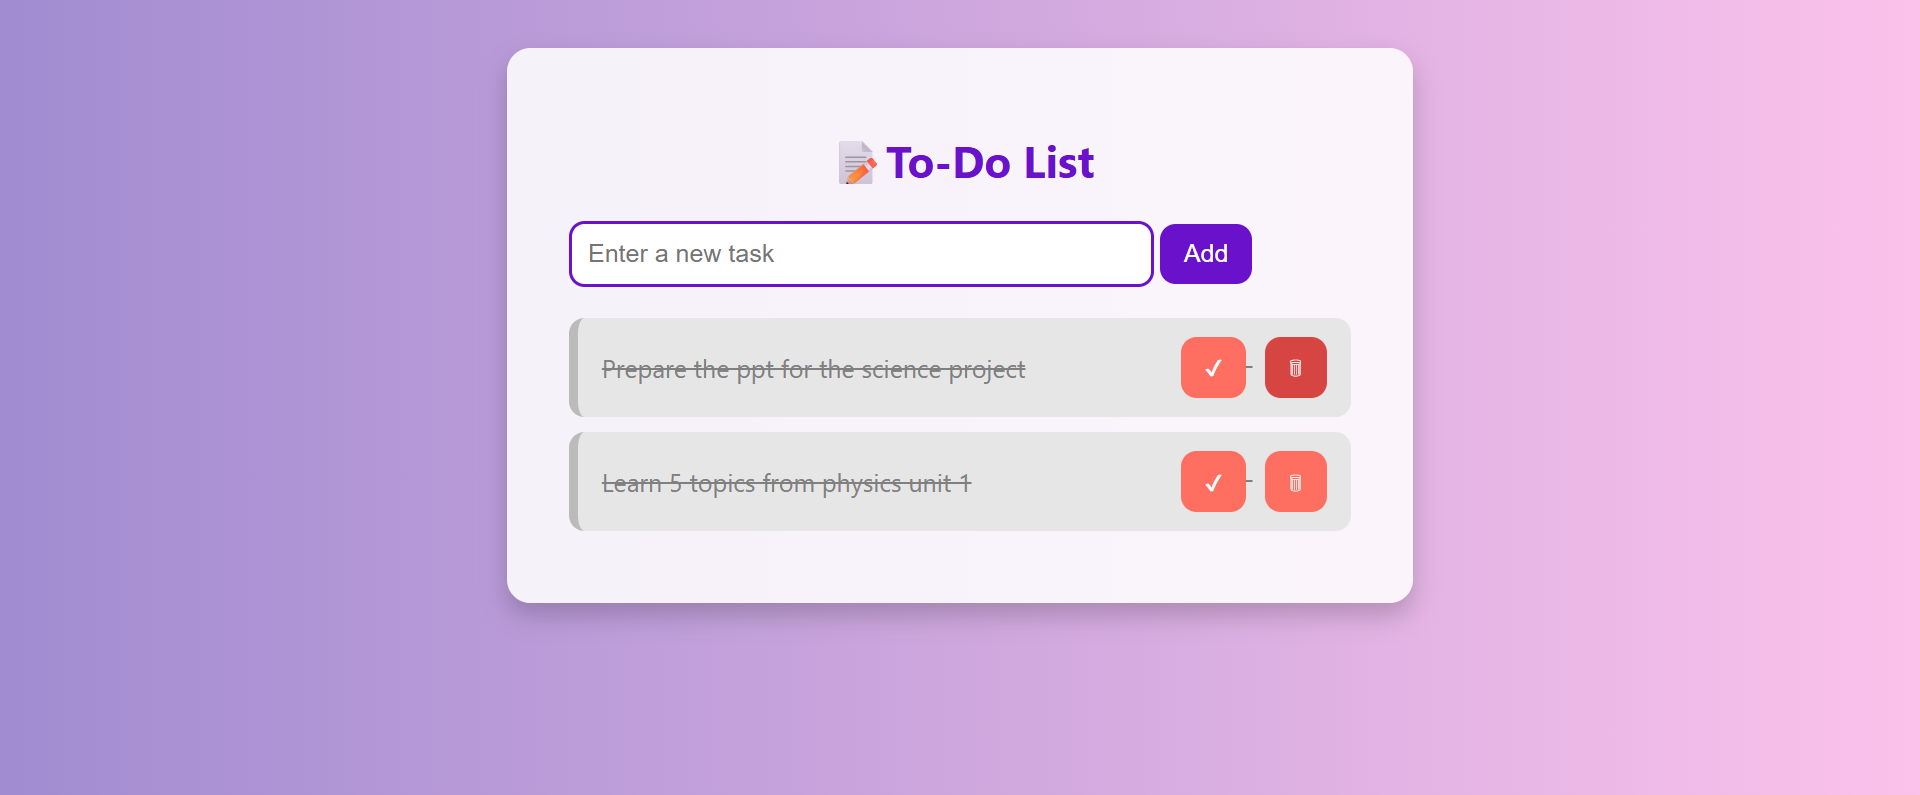 📝 To-Do List
Enter a new task Add
Prepare the ppt for the science project ✓ 🗑
Learn 5 topics from physics unit 1 ✓ 🗑